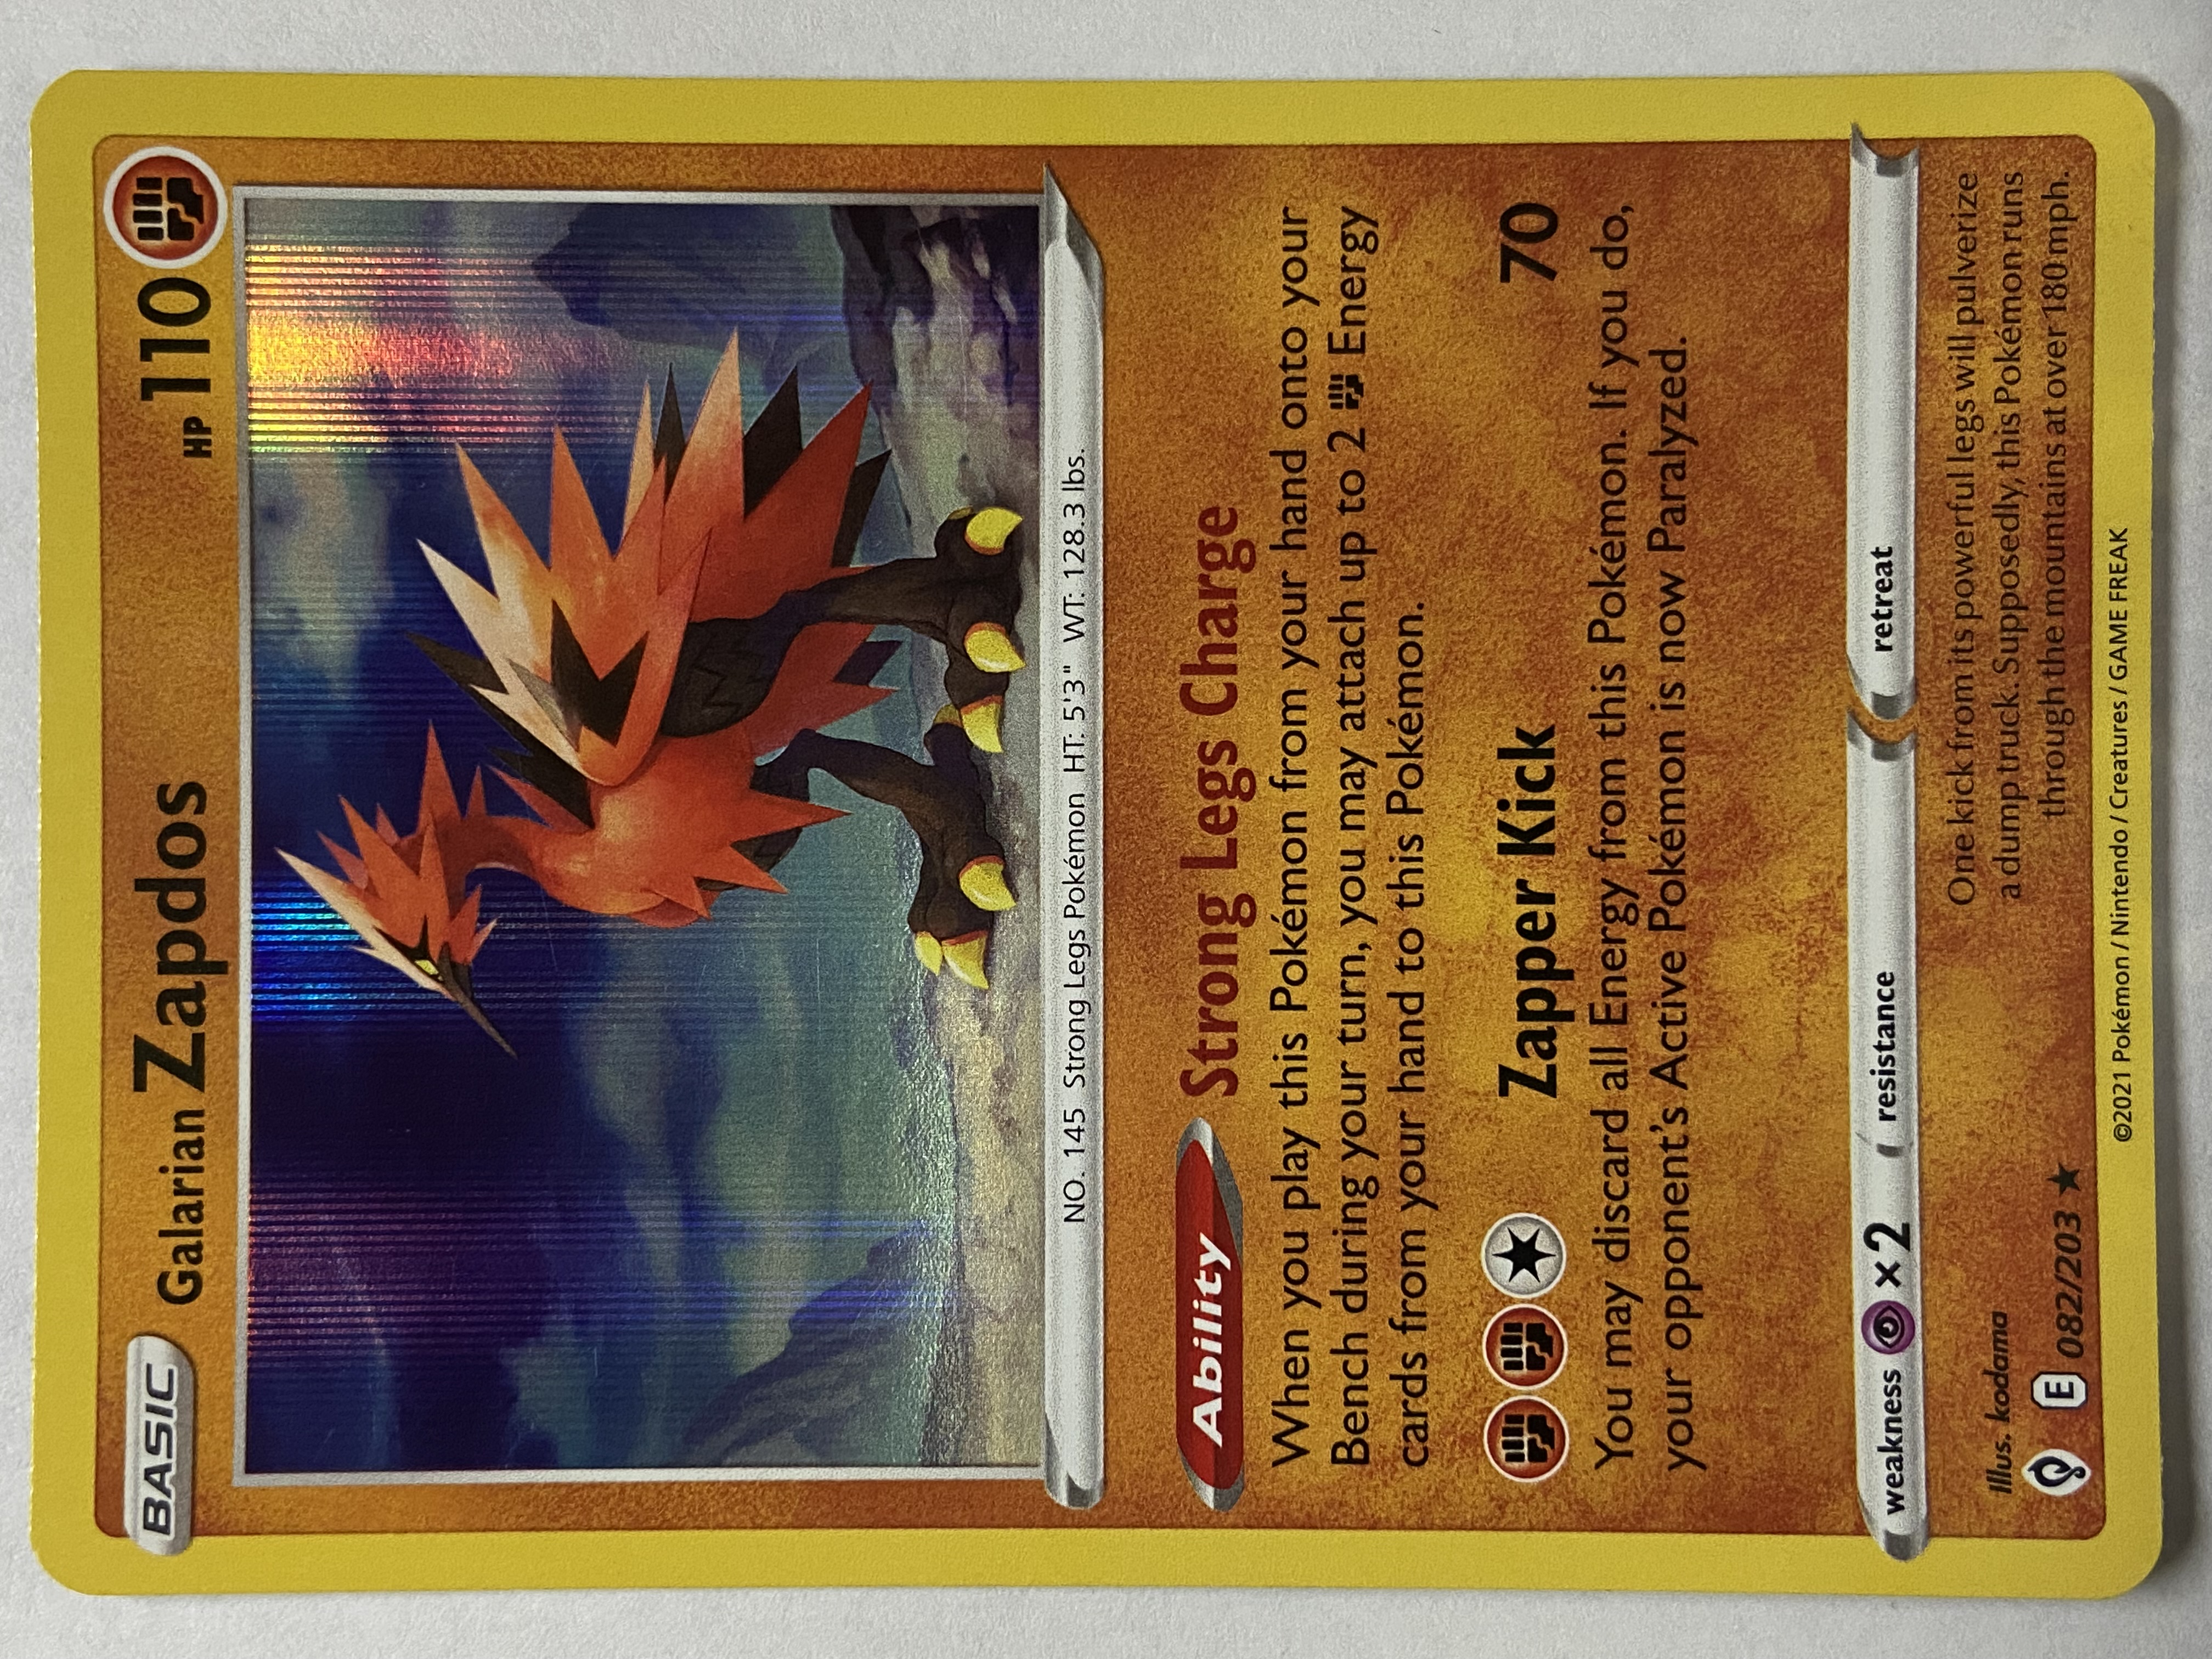 BASIC
Galarian Zapdos
HP 110
NO. 145 Strong Legs Pokémon HT: 5'3" WT: 128.3 lbs.
Ability Strong Legs Charge
When you play this Pokémon from your hand onto your
Bench during your turn, you may attach up to 2 Energy
cards from your hand to this Pokémon.
Zapper Kick 70
You may discard all Energy from this Pokémon. If you do,
your opponent's Active Pokémon is now Paralyzed.
weakness ×2 resistance retreat
Illus. kodama
E 082/203 ★
One kick from its powerful legs will pulverize
a dump truck. Supposedly, this Pokémon runs
through the mountains at over 180 mph.
©2021 Pokémon / Nintendo / Creatures / GAME FREAK